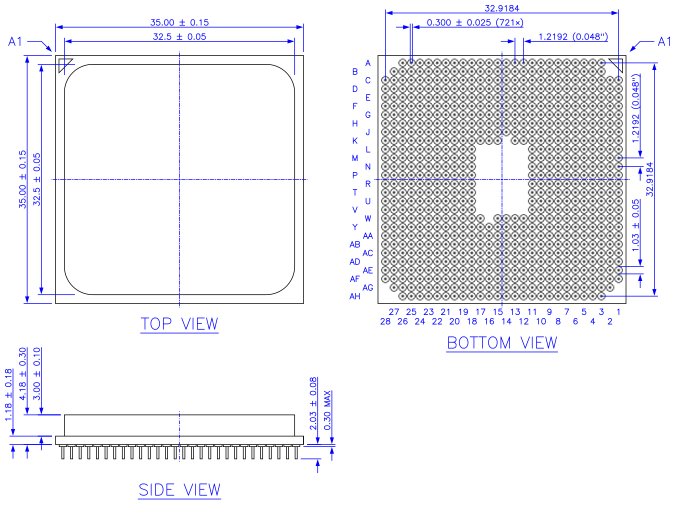 35.00 ± 0.15
32.5 ± 0.05
A1
35.00 ± 0.15
32.5 ± 0.05
TOP VIEW
32.9184
0.300 ± 0.025 (721×)
1.2192 (0.048")
A1
A
B
C
D
E
F
G
H
J
K
L
M
N
P
R
T
U
V
W
Y
AA
AB
AC
AD
AE
AF
AG
AH
1.2192 (0.048")
32.9184
1.03 ± 0.05
27 25 23 21 19 17 15 13 11 9 7 5 3 1
28 26 24 22 20 18 16 14 12 10 8 6 4 2
BOTTOM VIEW
1.18 ± 0.18
4.18 ± 0.30
3.00 ± 0.10
2.03 ± 0.08
0.30 MAX
SIDE VIEW